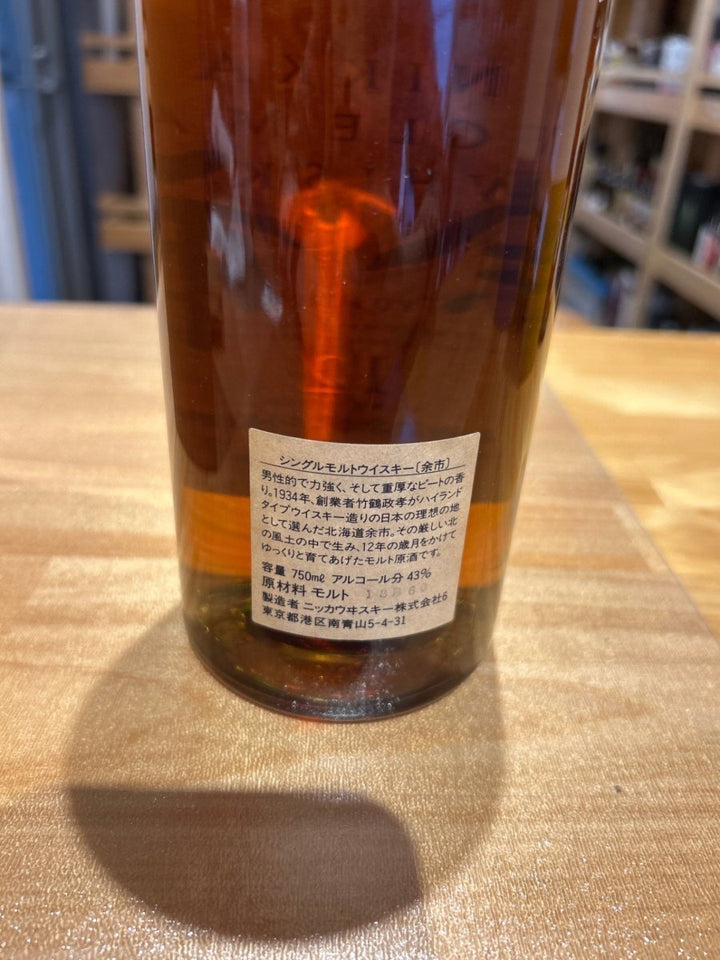 シングルモルトウイスキー〔余市〕
男性的で力強く、そして重厚なピートの香
り。1934年、創業者竹鶴政孝がハイランド
タイプウイスキー造りの日本の理想の地
として選んだ北海道余市。その厳しい北
の風土の中で生み、12年の歳月をかけて
ゆっくりと育てあげたモルト原酒です。
容量 750mℓ アルコール分 43%
原材料 モルト
製造者 ニッカウヰスキー株式会社6
東京都港区南青山5-4-31